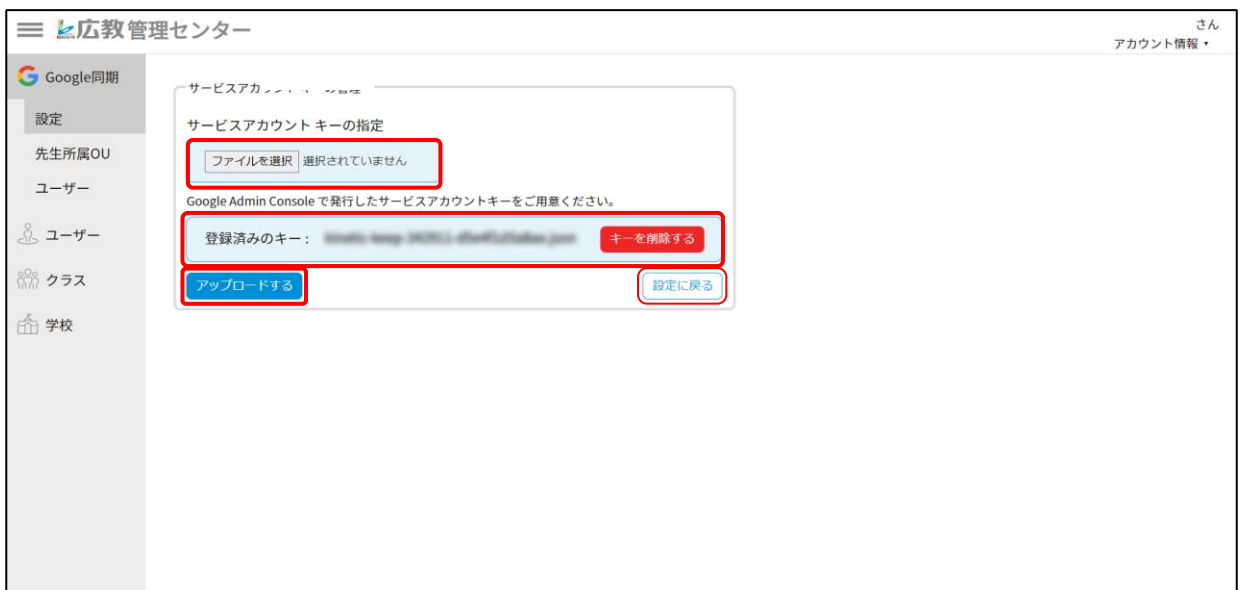 広教管理センター
さん
アカウント情報 ▾
Google同期
設定
先生所属OU
ユーザー
ユーザー
クラス
学校
サービスアカウント キーの指定
ファイルを選択 選択されていません
Google Admin Console で発行したサービスアカウントキーをご用意ください。
登録済みのキー :
キーを削除する
アップロードする
設定に戻る